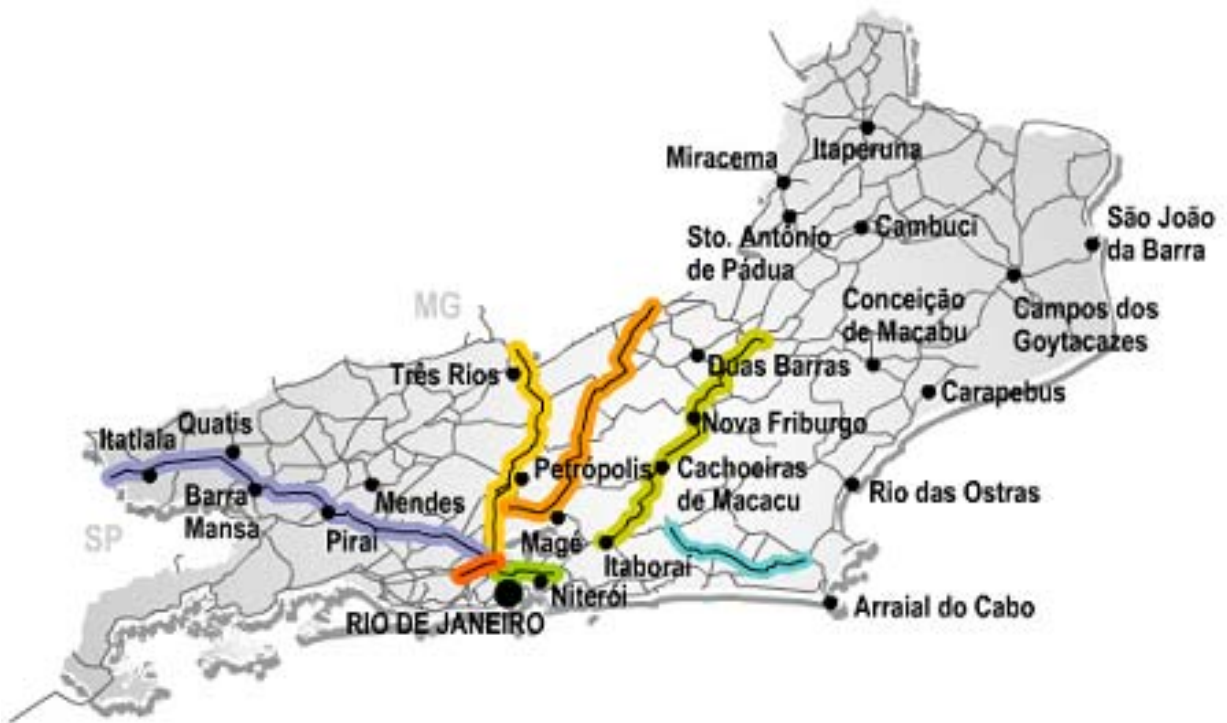 Itaperuna
Miracema
São João
da Barra
Cambuci
Sto. Antônio
de Pádua
MG
Conceição
de Macabu
Campos dos
Goytacazes
Três Rios
Duas Barras
Carapebus
Quatis
Nova Friburgo
Itatiaia
Petrópolis
Cachoeiras
de Macacu
Rio das Ostras
Barra
Mansa
Mendes
SP
Piraí
Magé
Itaboraí
Niterói
Arraial do Cabo
RIO DE JANEIRO